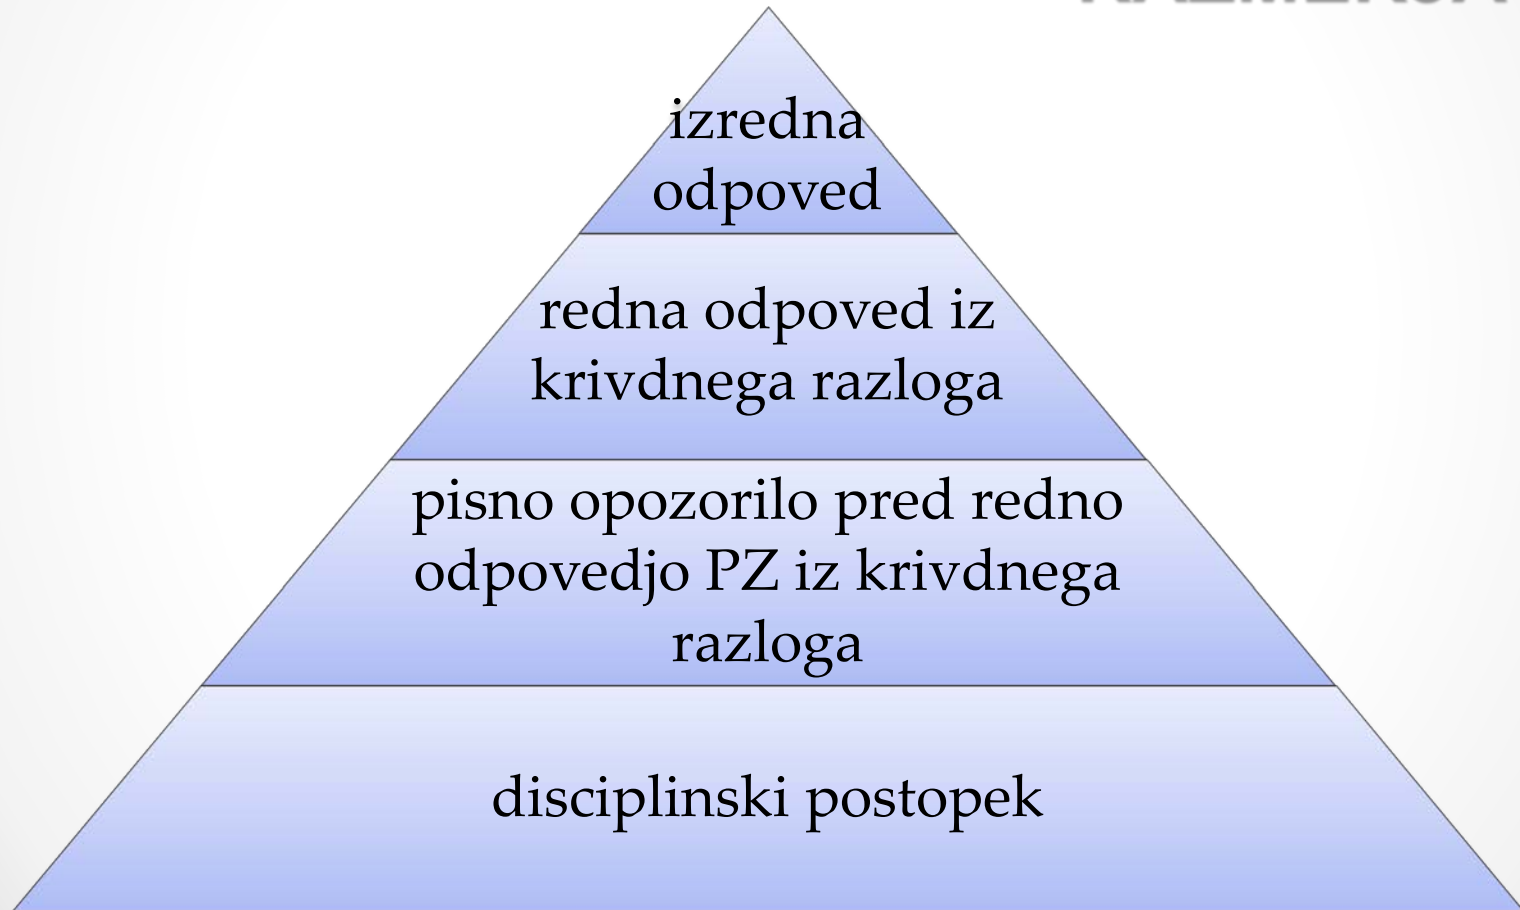 izredna
odpoved
redna odpoved iz
krivdnega razloga
pisno opozorilo pred redno
odpovedjo PZ iz krivdnega
razloga
disciplinski postopek